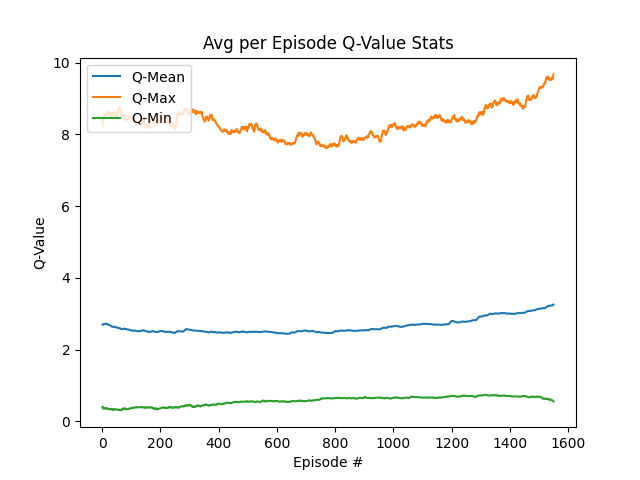 Avg per Episode Q-Value Stats
Q-Mean
Q-Max
Q-Min
Q-Value
10
8
6
4
2
0
0 200 400 600 800 1000 1200 1400 1600
Episode #